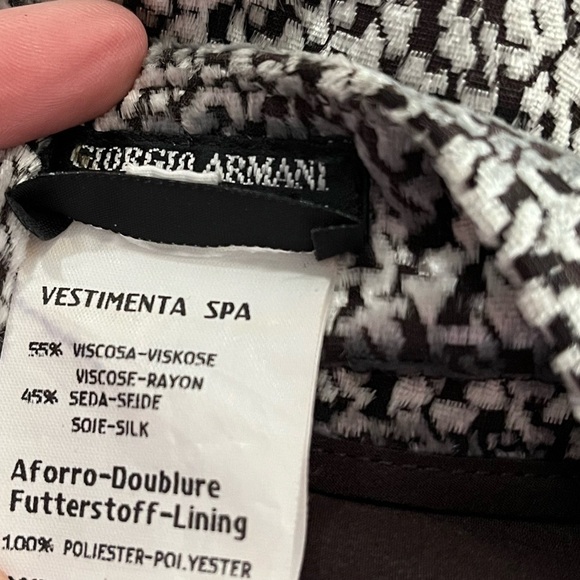 GIORGIO ARMANI
VESTIMENTA SPA
55% VISCOSA-VISKOSE
VISCOSE-RAYON
45% SEDA-SEIDE
SOIE-SILK
Aforro-Doublure
Futterstoff-Lining
100% POLIESTER-POLYESTER